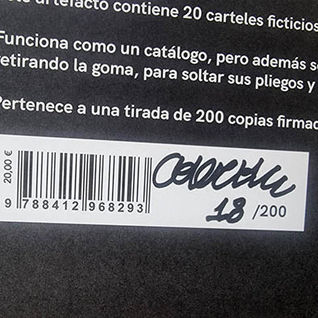 te artefacto contiene 20 carteles ficticios
Funciona como un catálogo, pero además s
retirando la goma, para soltar sus pliegos y
Pertenece a una tirada de 200 copias firmad
20,00 €
9 788412 968293
18 /200